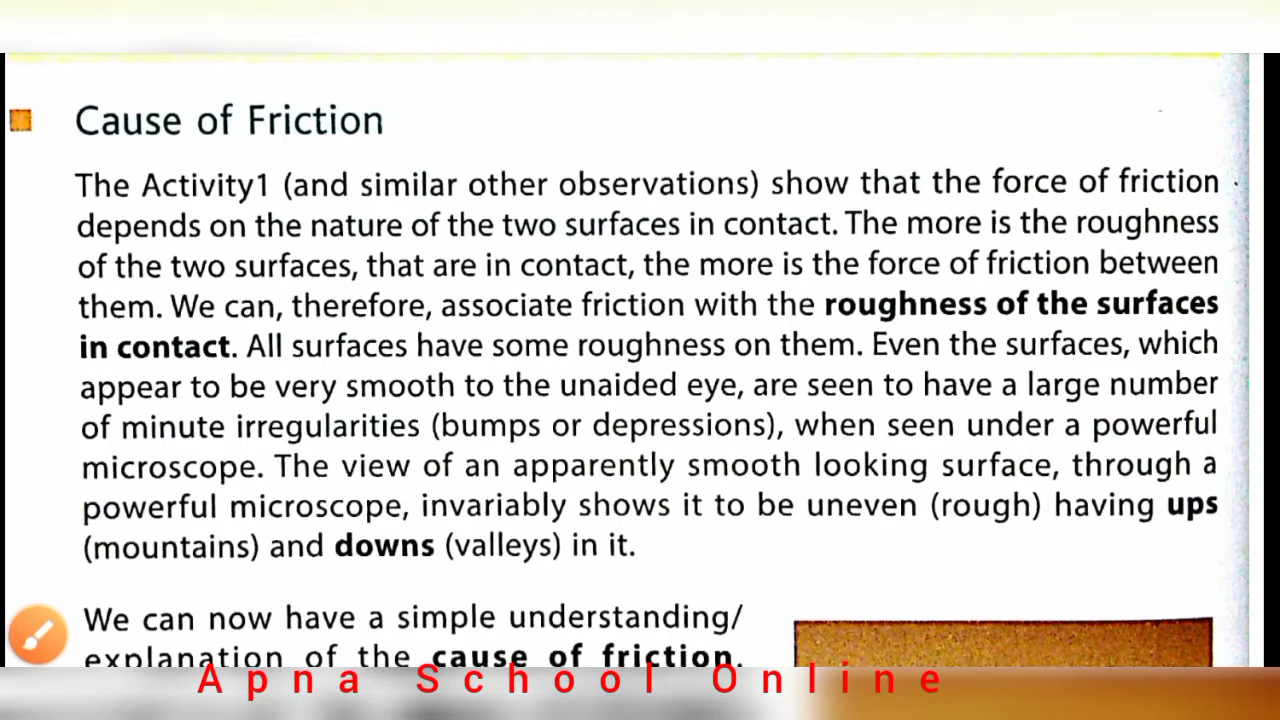 Cause of Friction
The Activity1 (and similar other observations) show that the force of friction
depends on the nature of the two surfaces in contact. The more is the roughness
of the two surfaces, that are in contact, the more is the force of friction between
them. We can, therefore, associate friction with the roughness of the surfaces
in contact. All surfaces have some roughness on them. Even the surfaces, which
appear to be very smooth to the unaided eye, are seen to have a large number
of minute irregularities (bumps or depressions), when seen under a powerful
microscope. The view of an apparently smooth looking surface, through a
powerful microscope, invariably shows it to be uneven (rough) having ups
(mountains) and downs (valleys) in it.
We can now have a simple understanding/
explanation of the cause of friction.
Apna School Online